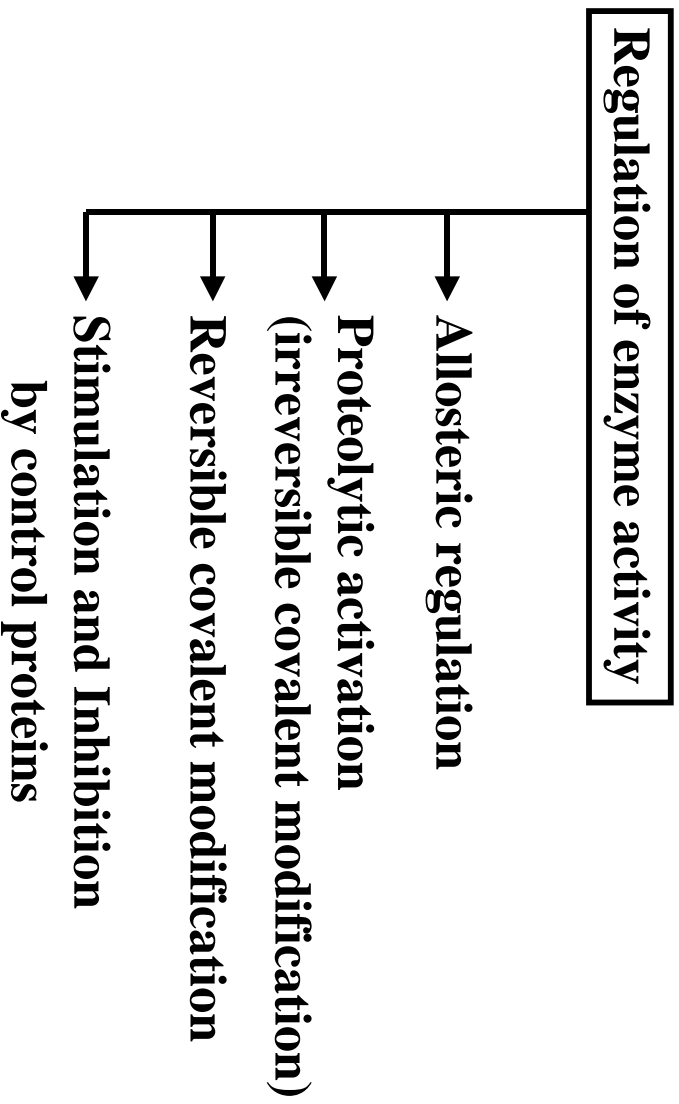 Regulation of enzyme activity
Allosteric regulation
Proteolytic activation
(irreversible covalent modification)
Reversible covalent modification
Stimulation and Inhibition
by control proteins